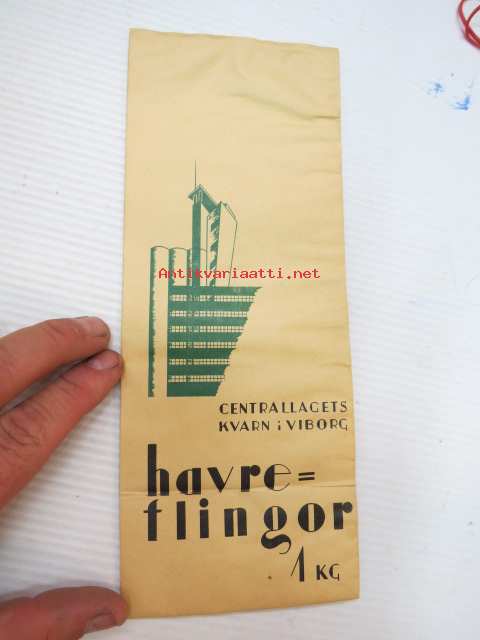 Antikvariaatti.net
CENTRALLAGETS
KVARN i VIBORG
havre=
flingor
1 KG